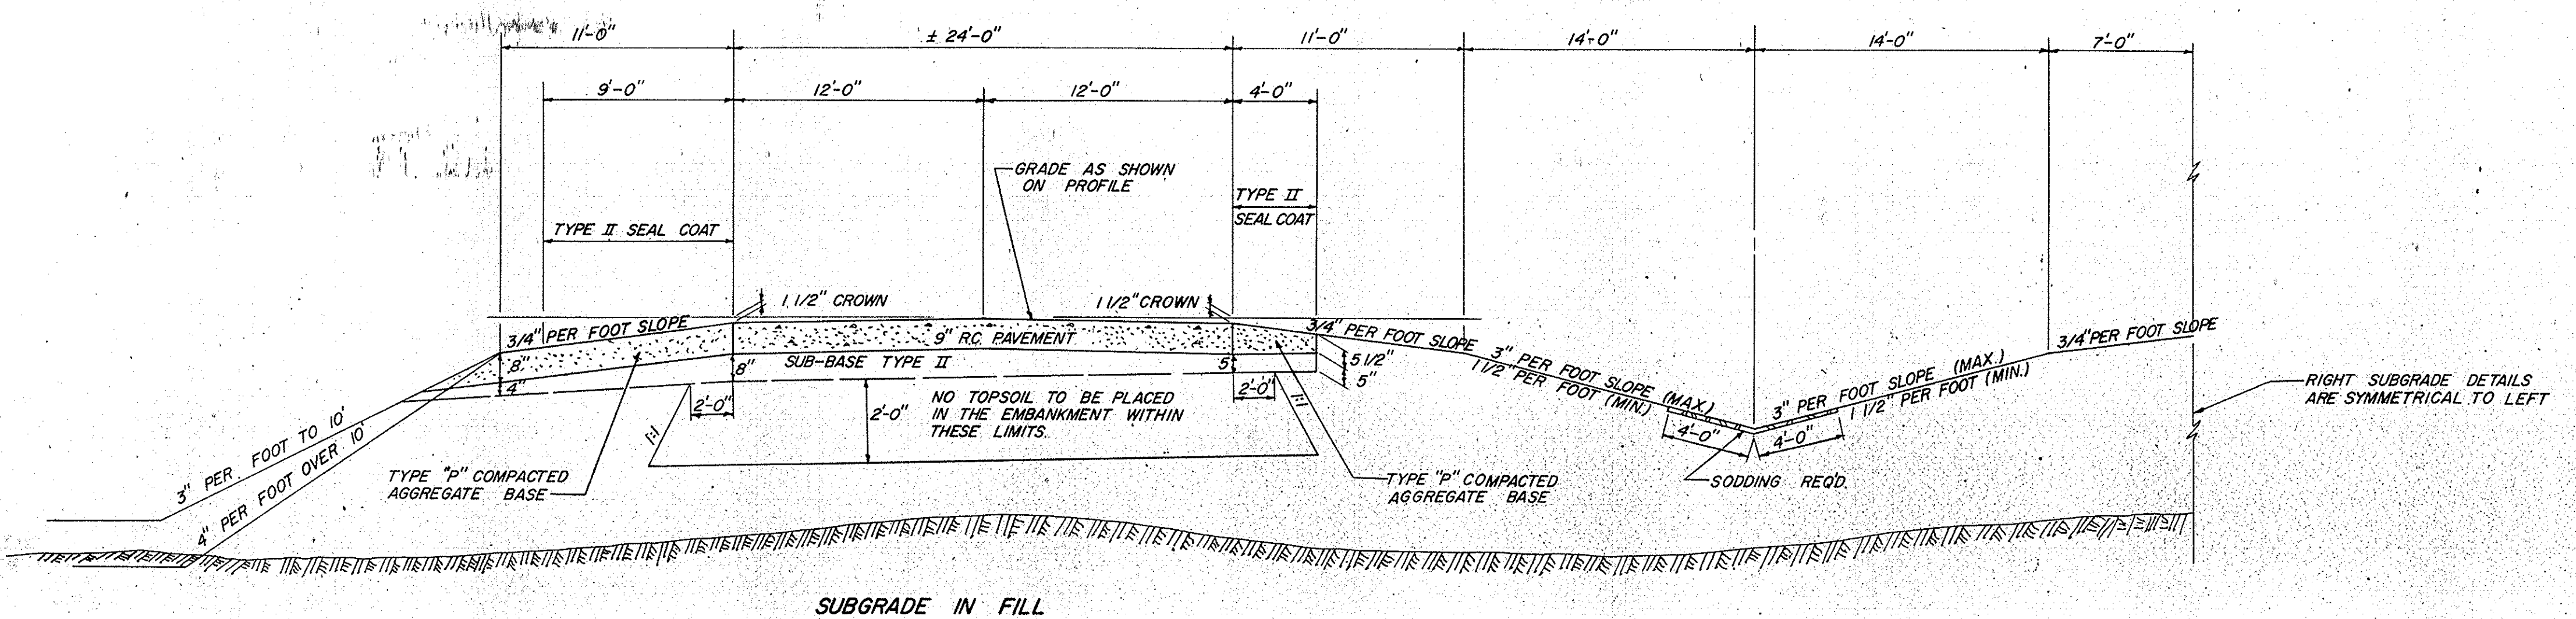 11'-0"
± 24'-0"
11'-0"
14'-0"
14'-0"
7'-0"
9'-0"
12'-0"
12'-0"
4'-0"
GRADE AS SHOWN
ON PROFILE
TYPE II
SEAL COAT
TYPE II SEAL COAT
1 1/2" CROWN
1 1/2" CROWN
3/4" PER FOOT SLOPE
9" R.C. PAVEMENT
3/4" PER FOOT SLOPE
3/4" PER FOOT SLOPE
8"
4"
8"
SUB-BASE TYPE II
5"
5 1/2"
5"
3" PER FOOT SLOPE (MAX.)
1 1/2" PER FOOT (MIN.)
3" PER FOOT SLOPE (MAX.)
1 1/2" PER FOOT (MIN.)
RIGHT SUBGRADE DETAILS
ARE SYMMETRICAL TO LEFT
2'-0"
2'-0"
NO TOPSOIL TO BE PLACED
IN THE EMBANKMENT WITHIN
THESE LIMITS.
2'-0"
1:1
1:1
4'-0"
4'-0"
3" PER FOOT TO 10'
4" PER FOOT OVER 10'
TYPE "P" COMPACTED
AGGREGATE BASE
TYPE "P" COMPACTED
AGGREGATE BASE
SODDING REQ'D.
SUBGRADE IN FILL